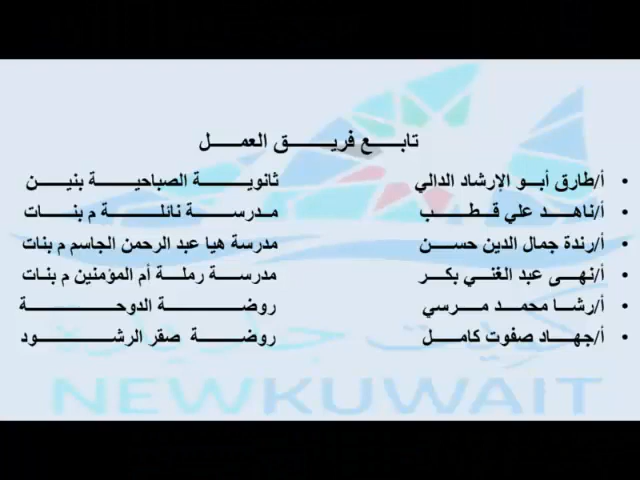 تابع فريق العمل
• أ/طارق أبو الإرشاد الدالي ثانوية الصباحية بنين
• أ/ناهد علي قطب مدرسة نائلة م بنات
• أ/رندة جمال الدين حسن مدرسة هيا عبد الرحمن الجاسم م بنات
• أ/نهى عبد الغني بكر مدرسة رملة أم المؤمنين م بنات
• أ/رشا محمد مرسي روضة الدوحة
• أ/جهاد صفوت كامل روضة صقر الرشود
كويت جديدة
NEWKUWAIT